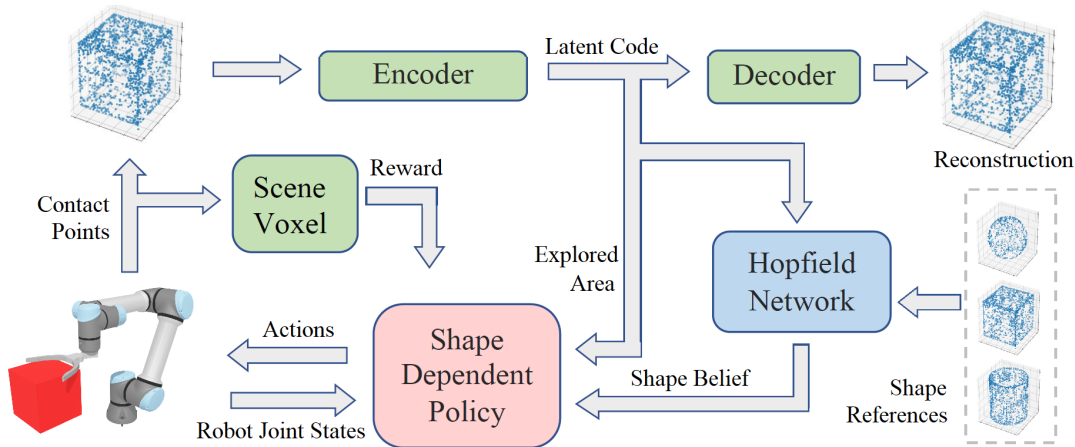 Latent Code
Encoder
Decoder
Reconstruction
Contact
Points
Scene
Voxel
Reward
Explored
Area
Hopfield
Network
Actions
Shape
Dependent
Policy
Shape Belief
Shape
References
Robot Joint States